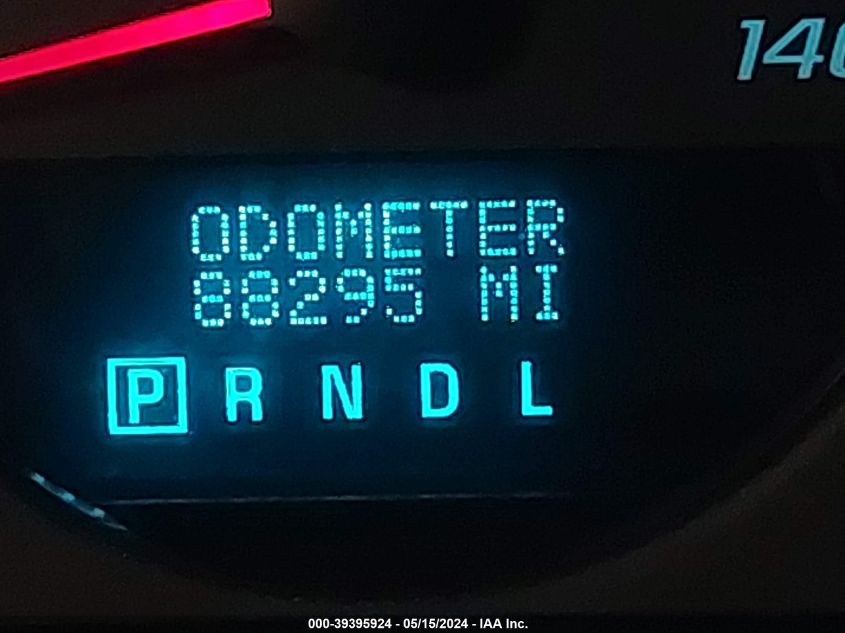 140
ODOMETER
88295 MI
P R N D L
000-39395924 - 05/15/2024 - IAA Inc.